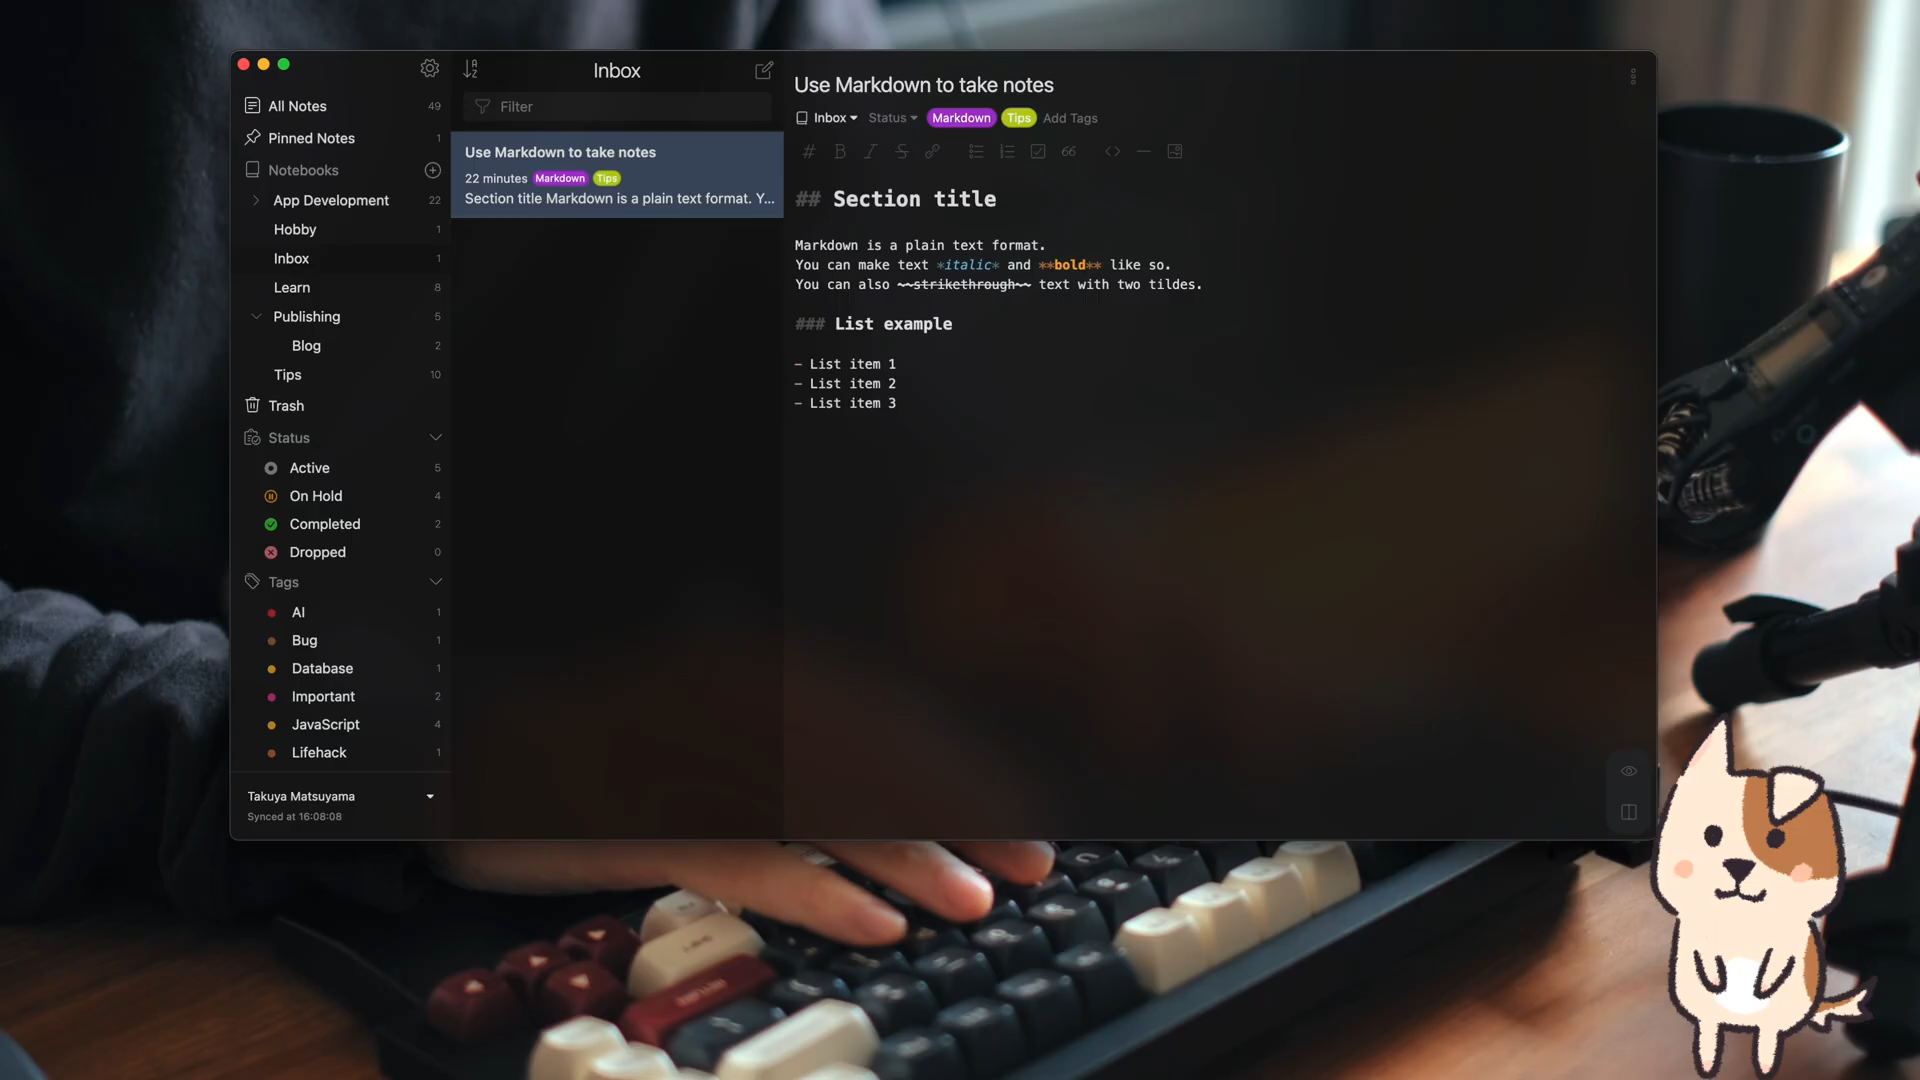 All Notes 49
Pinned Notes 1
Notebooks
App Development 22
Hobby 1
Inbox 1
Learn 8
Publishing 5
Blog 2
Tips 10
Trash
Status
Active 5
On Hold 4
Completed 2
Dropped 0
Tags
AI 1
Bug 1
Database 1
Important 2
JavaScript 4
Lifehack 1
Takuya Matsuyama
Synced at 16:08:08
Inbox
Filter
Use Markdown to take notes
22 minutes Markdown Tips
Section title Markdown is a plain text format. Y...
Use Markdown to take notes
Inbox Status Markdown Tips Add Tags
## Section title
Markdown is a plain text format.
You can make text *italic* and **bold** like so.
You can also ~~strikethrough~~ text with two tildes.
### List example
- List item 1
- List item 2
- List item 3